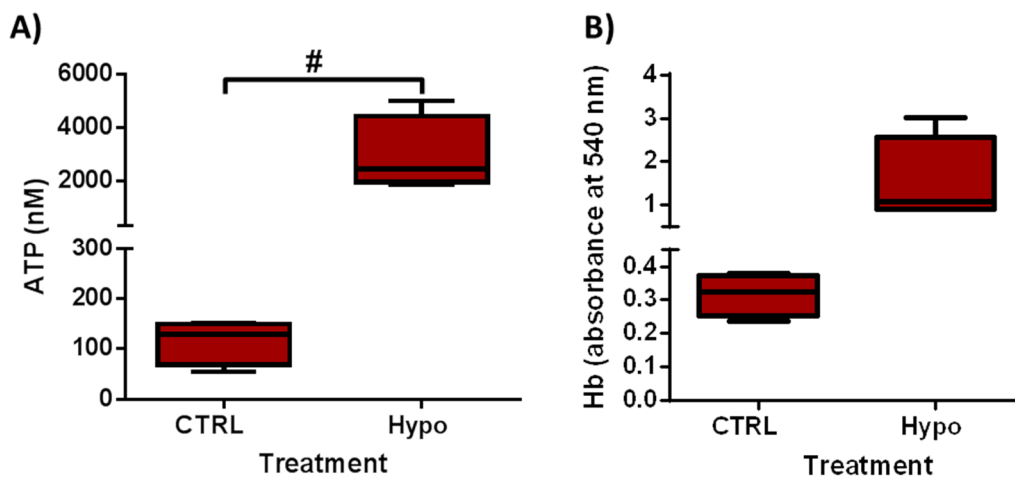 A)
#
6000
4000
2000
300
200
100
0
ATP (nM)
CTRL
Hypo
Treatment
B)
4
3
2
1
0.4
0.3
0.2
0.1
0.0
Hb (absorbance at 540 nm)
CTRL
Hypo
Treatment